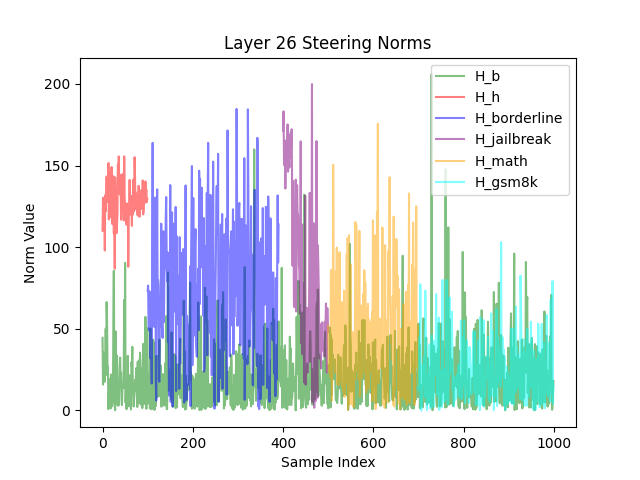 Layer 26 Steering Norms
H_b
H_h
H_borderline
H_jailbreak
H_math
H_gsm8k
Norm Value
200
150
100
50
0
0
200
400
600
800
1000
Sample Index